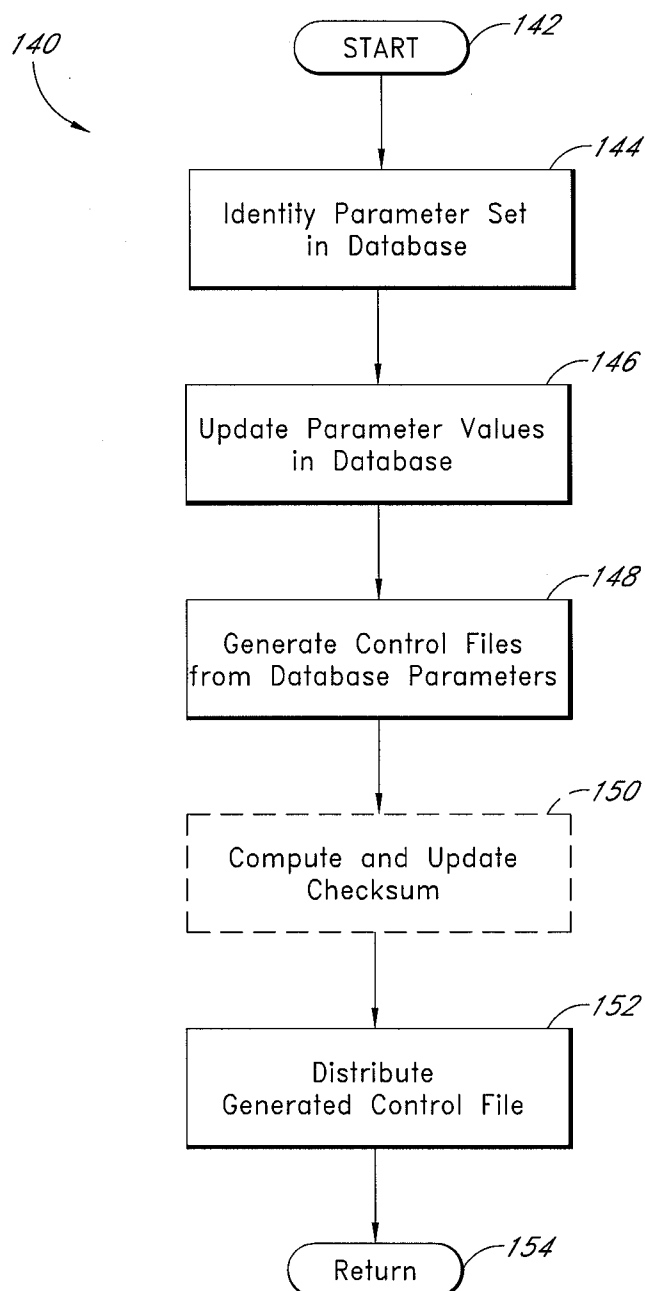 140
START
142
144
Identity Parameter Set
in Database
146
Update Parameter Values
in Database
148
Generate Control Files
from Database Parameters
150
Compute and Update
Checksum
152
Distribute
Generated Control File
Return
154